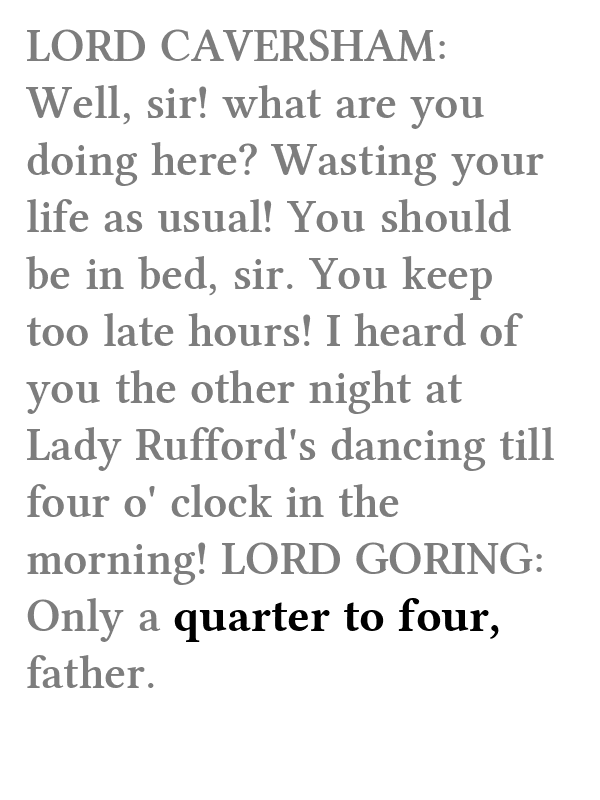 LORD CAVERSHAM:
Well, sir! what are you
doing here? Wasting your
life as usual! You should
be in bed, sir. You keep
too late hours! I heard of
you the other night at
Lady Rufford's dancing till
four o' clock in the
morning! LORD GORING:
Only a quarter to four,
father.